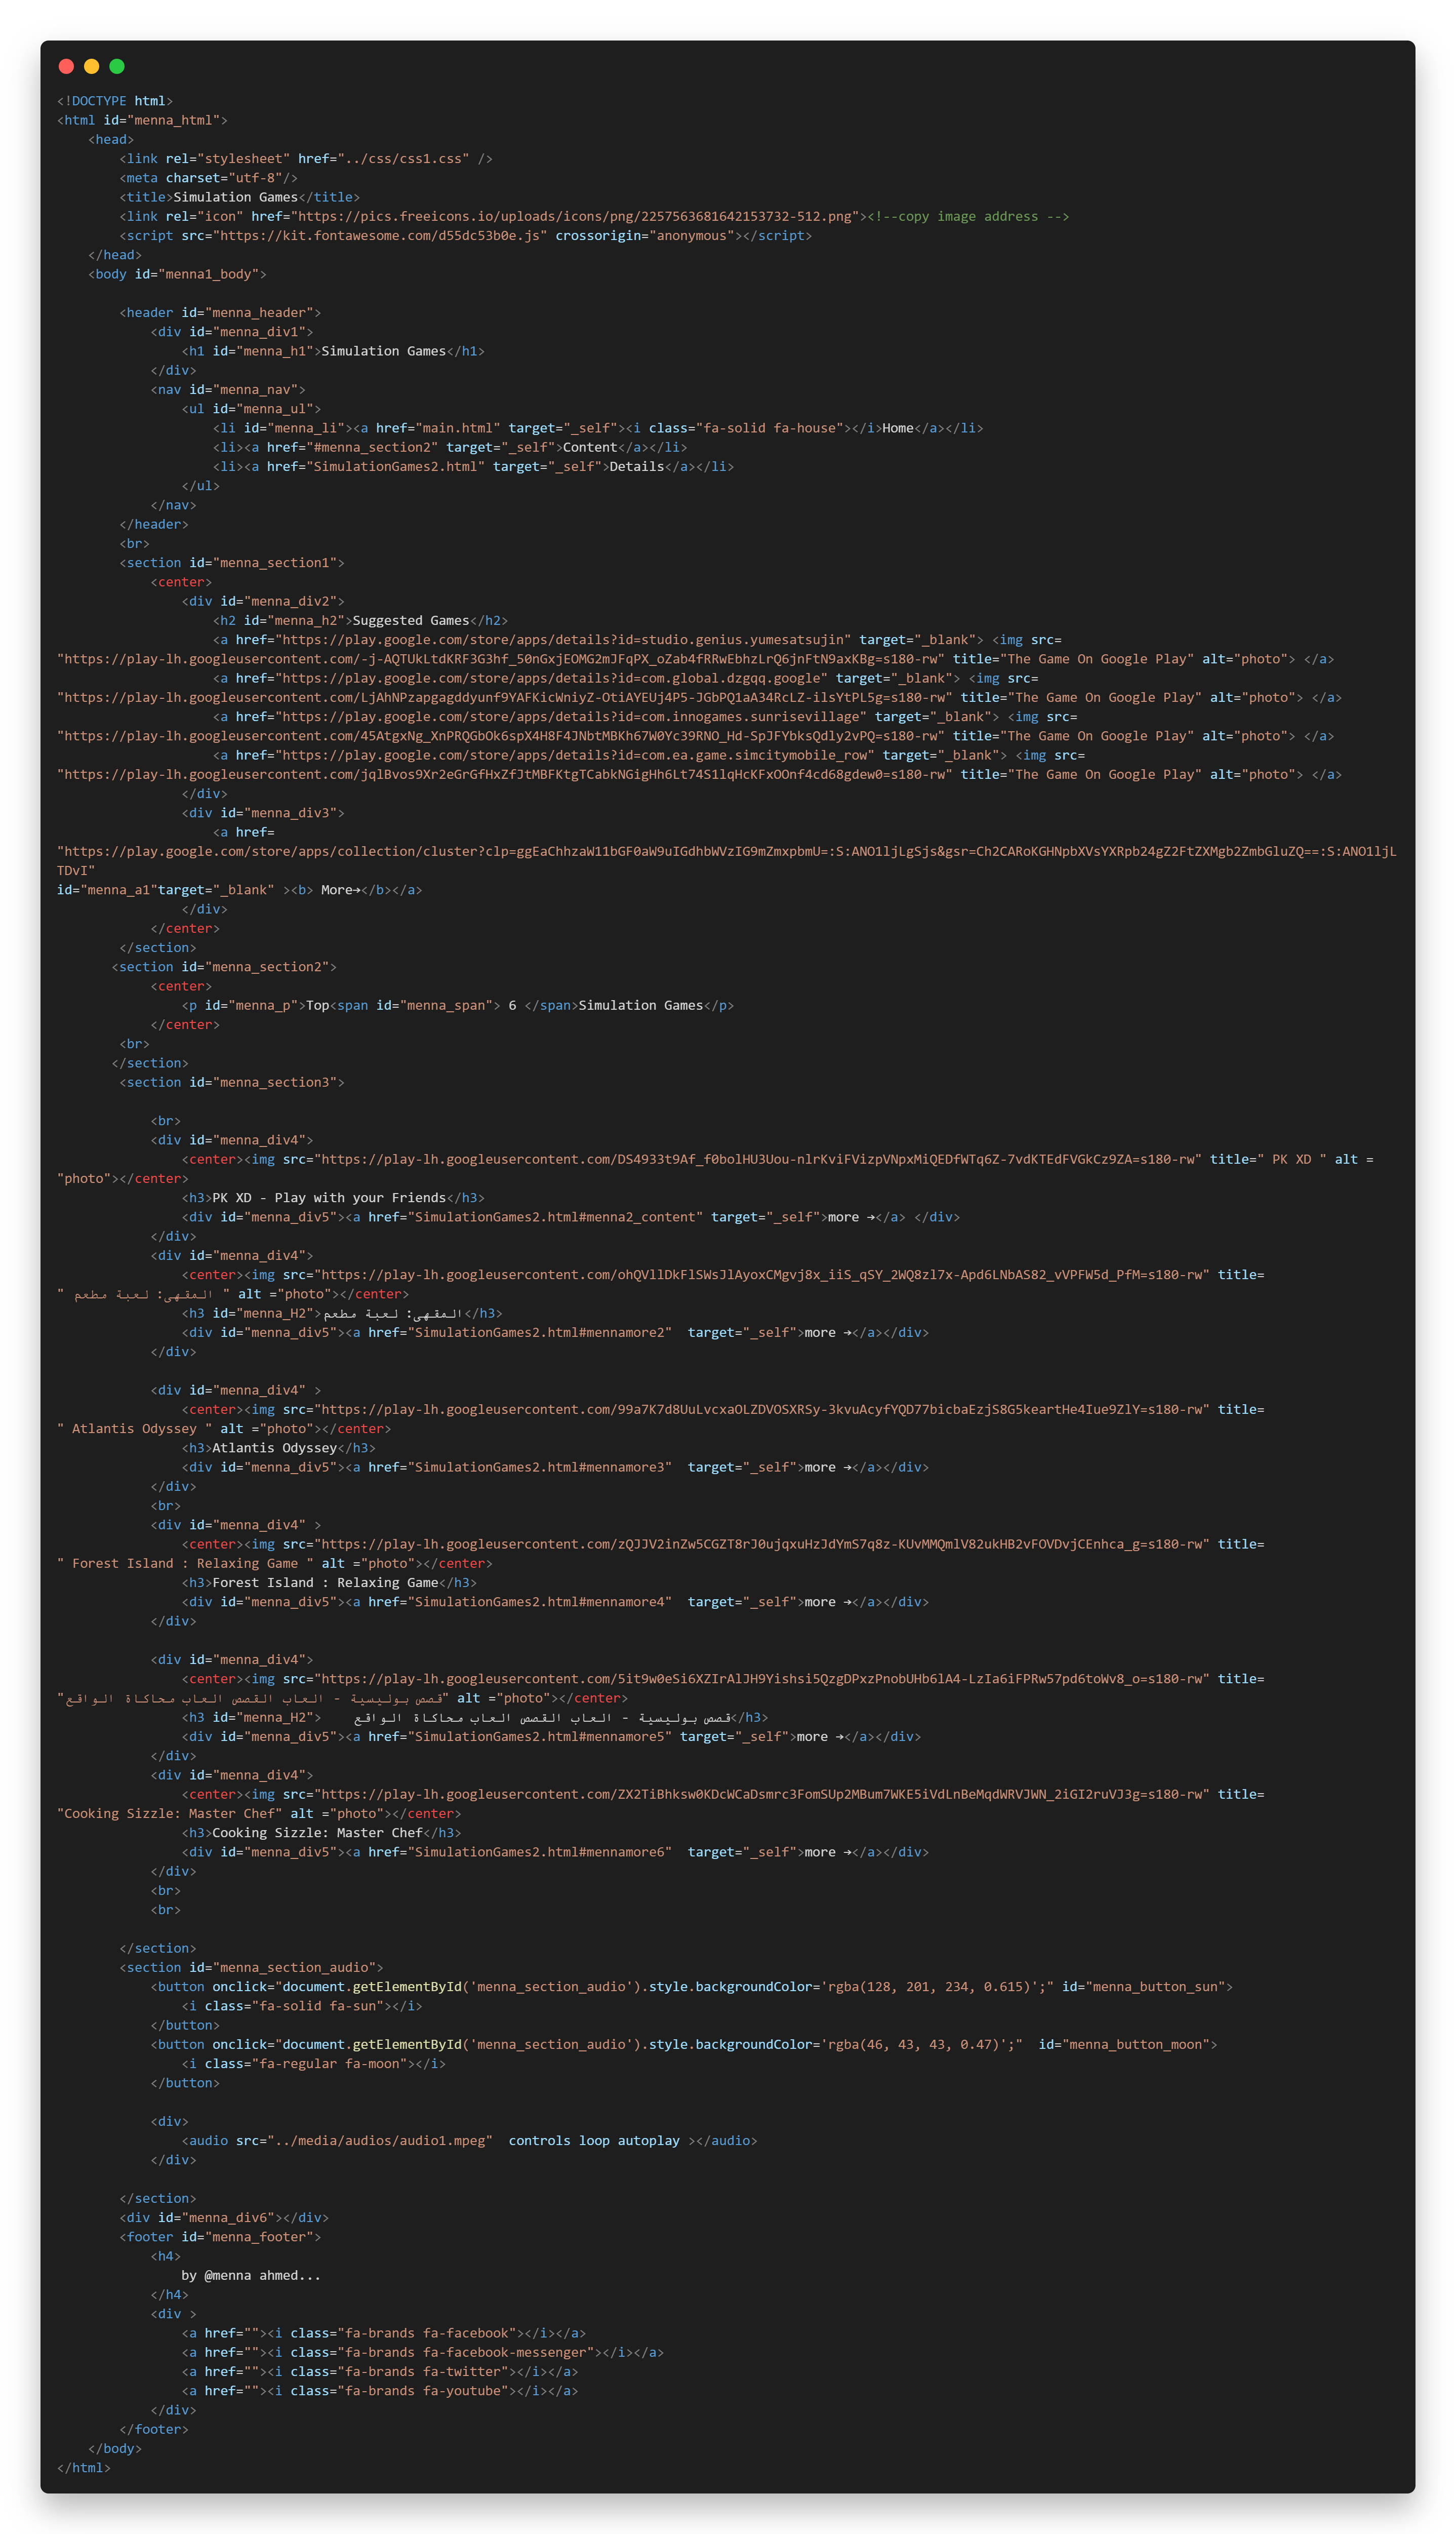 <!DOCTYPE html>
<html id="menna_html">
    <head>
        <link rel="stylesheet" href="../css/css1.css" />
        <meta charset="utf-8"/>
        <title>Simulation Games</title>
        <link rel="icon" href="https://pics.freeicons.io/uploads/icons/png/2257563681642153732-512.png"><!--copy image address -->
        <script src="https://kit.fontawesome.com/d55dc53b0e.js" crossorigin="anonymous"></script>
    </head>
    <body id="menna1_body">
        <header id="menna_header">
            <div id="menna_div1">
                <h1 id="menna_h1">Simulation Games</h1>
            </div>
            <nav id="menna_nav">
                <ul id="menna_ul">
                    <li id="menna_li"><a href="main.html" target="_self"><i class="fa-solid fa-house"></i>Home</a></li>
                    <li><a href="#menna_section2" target="_self">Content</a></li>
                    <li><a href="SimulationGames2.html" target="_self">Details</a></li>
                </ul>
            </nav>
        </header>
        <br>
        <section id="menna_section1">
            <center>
                <div id="menna_div2">
                    <h2 id="menna_h2">Suggested Games</h2>
                    <a href="https://play.google.com/store/apps/details?id=studio.genius.yumesatsujin" target="_blank"> <img src=
"https://play-lh.googleusercontent.com/-j-AQTUkLtdKRF3G3hf_50nGxjEOMG2mJFqPX_oZab4fRRwEbhzLrQ6jnFtN9axKBg=s180-rw" title="The Game On Google Play" alt="photo"> </a>
                    <a href="https://play.google.com/store/apps/details?id=com.global.dzgqq.google" target="_blank"> <img src=
"https://play-lh.googleusercontent.com/LjAhNPzapgagddyunf9YAFKicWniyZ-OtiAYEUj4P5-JGbPQ1aA34RcLZ-ilsYtPL5g=s180-rw" title="The Game On Google Play" alt="photo"> </a>
                    <a href="https://play.google.com/store/apps/details?id=com.innogames.sunrisevillage" target="_blank"> <img src=
"https://play-lh.googleusercontent.com/45AtgxNg_XnPRQGbOk6spX4H8F4JNbtMBKh67W0Yc39RNO_Hd-SpJFYbksQdly2vPQ=s180-rw" title="The Game On Google Play" alt="photo"> </a>
                    <a href="https://play.google.com/store/apps/details?id=com.ea.game.simcitymobile_row" target="_blank"> <img src=
"https://play-lh.googleusercontent.com/jqlBvos9Xr2eGrGfHxZfJtMBFKtgTCabkNGigHh6Lt74S1lqHcKFxOOnf4cd68gdew0=s180-rw" title="The Game On Google Play" alt="photo"> </a>
                </div>
                <div id="menna_div3">
                    <a href=
"https://play.google.com/store/apps/collection/cluster?clp=ggEaChhzaW11bGF0aW9uIGdhbWVzIG9mZmxpbmU=:S:ANO1ljLgSjs&gsr=Ch2CARoKGHNpbXVsYXRpb24gZ2FtZXMgb2ZmbGluZQ==:S:ANO1ljL
TDvI"
id="menna_a1"target="_blank" ><b> More→</b></a>
                </div>
            </center>
        </section>
       <section id="menna_section2">
            <center>
                <p id="menna_p">Top<span id="menna_span"> 6 </span>Simulation Games</p>
            </center>
        <br>
       </section>
        <section id="menna_section3">
            <br>
            <div id="menna_div4">
                <center><img src="https://play-lh.googleusercontent.com/DS4933t9Af_f0bolHU3Uou-nlrKviFVizpVNpxMiQEDfWTq6Z-7vdKTEdFVGkCz9ZA=s180-rw" title=" PK XD " alt =
"photo"></center>
                <h3>PK XD - Play with your Friends</h3>
                <div id="menna_div5"><a href="SimulationGames2.html#menna2_content" target="_self">more →</a> </div>
            </div>
            <div id="menna_div4">
                <center><img src="https://play-lh.googleusercontent.com/ohQVllDkFlSWsJlAyoxCMgvj8x_iiS_qSY_2WQ8zl7x-Apd6LNbAS82_vVPFW5d_PfM=s180-rw" title=
" المقهى: لعبة مطعم " alt ="photo"></center>
                <h3 id="menna_H2">المقهى: لعبة مطعم</h3>
                <div id="menna_div5"><a href="SimulationGames2.html#mennamore2"  target="_self">more →</a></div>
            </div>
            <div id="menna_div4" >
                <center><img src="https://play-lh.googleusercontent.com/99a7K7d8UuLvcxaOLZDVOSXRSy-3kvuAcyfYQD77bicbaEzjS8G5keartHe4Iue9ZlY=s180-rw" title=
" Atlantis Odyssey " alt ="photo"></center>
                <h3>Atlantis Odyssey</h3>
                <div id="menna_div5"><a href="SimulationGames2.html#mennamore3"  target="_self">more →</a></div>
            </div>
            <br>
            <div id="menna_div4" >
                <center><img src="https://play-lh.googleusercontent.com/zQJJV2inZw5CGZT8rJ0ujqxuHzJdYmS7q8z-KUvMMQmlV82ukHB2vFOVDvjCEnhca_g=s180-rw" title=
" Forest Island : Relaxing Game " alt ="photo"></center>
                <h3>Forest Island : Relaxing Game</h3>
                <div id="menna_div5"><a href="SimulationGames2.html#mennamore4"  target="_self">more →</a></div>
            </div>
            <div id="menna_div4">
                <center><img src="https://play-lh.googleusercontent.com/5it9w0eSi6XZIrAlJH9Yishsi5QzgDPxzPnobUHb6lA4-LzIa6iFPRw57pd6toWv8_o=s180-rw" title=
"قصص بوليسية - العاب القصص العاب محاكاة الواقع" alt ="photo"></center>
                <h3 id="menna_H2">    قصص بوليسية - العاب القصص العاب محاكاة الواقع</h3>
                <div id="menna_div5"><a href="SimulationGames2.html#mennamore5" target="_self">more →</a></div>
            </div>
            <div id="menna_div4">
                <center><img src="https://play-lh.googleusercontent.com/ZX2TiBhksw0KDcWCaDsmrc3FomSUp2MBum7WKE5iVdLnBeMqdWRVJWN_2iGI2ruVJ3g=s180-rw" title=
"Cooking Sizzle: Master Chef" alt ="photo"></center>
                <h3>Cooking Sizzle: Master Chef</h3>
                <div id="menna_div5"><a href="SimulationGames2.html#mennamore6"  target="_self">more →</a></div>
            </div>
            <br>
            <br>
        </section>
        <section id="menna_section_audio">
            <button onclick="document.getElementById('menna_section_audio').style.backgroundColor='rgba(128, 201, 234, 0.615)';" id="menna_button_sun">
                <i class="fa-solid fa-sun"></i>
            </button>
            <button onclick="document.getElementById('menna_section_audio').style.backgroundColor='rgba(46, 43, 43, 0.47)';"  id="menna_button_moon">
                <i class="fa-regular fa-moon"></i>
            </button>
            <div>
                <audio src="../media/audios/audio1.mpeg"  controls loop autoplay ></audio>
            </div>
        </section>
        <div id="menna_div6"></div>
        <footer id="menna_footer">
            <h4>
                by @menna ahmed...
            </h4>
            <div >
                <a href=""><i class="fa-brands fa-facebook"></i></a>
                <a href=""><i class="fa-brands fa-facebook-messenger"></i></a>
                <a href=""><i class="fa-brands fa-twitter"></i></a>
                <a href=""><i class="fa-brands fa-youtube"></i></a>
            </div>
        </footer>
    </body>
</html>